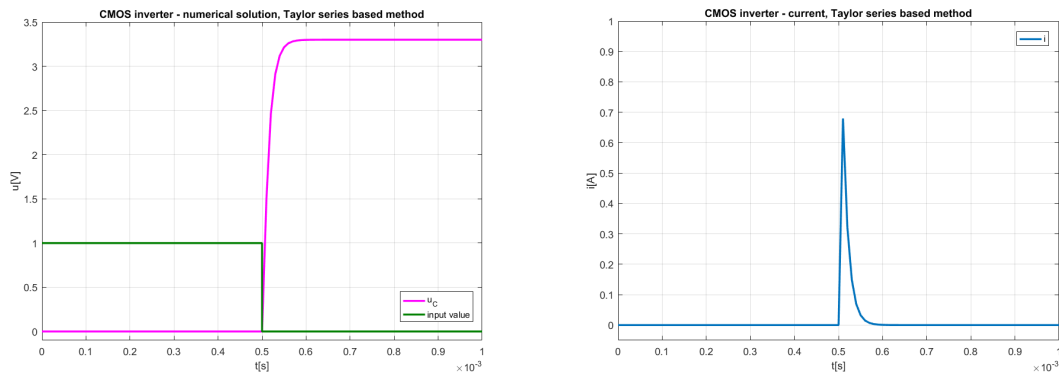 CMOS inverter - numerical solution, Taylor series based method
3.5
3
2.5
2
1.5
1
0.5
0
u[V]
u_C
input value
0 0.1 0.2 0.3 0.4 0.5 0.6 0.7 0.8 0.9 1
t[s]
×10^-3
CMOS inverter - current, Taylor series based method
1
0.9
0.8
0.7
0.6
0.5
0.4
0.3
0.2
0.1
0
i[A]
i
0 0.1 0.2 0.3 0.4 0.5 0.6 0.7 0.8 0.9 1
t[s]
×10^-3